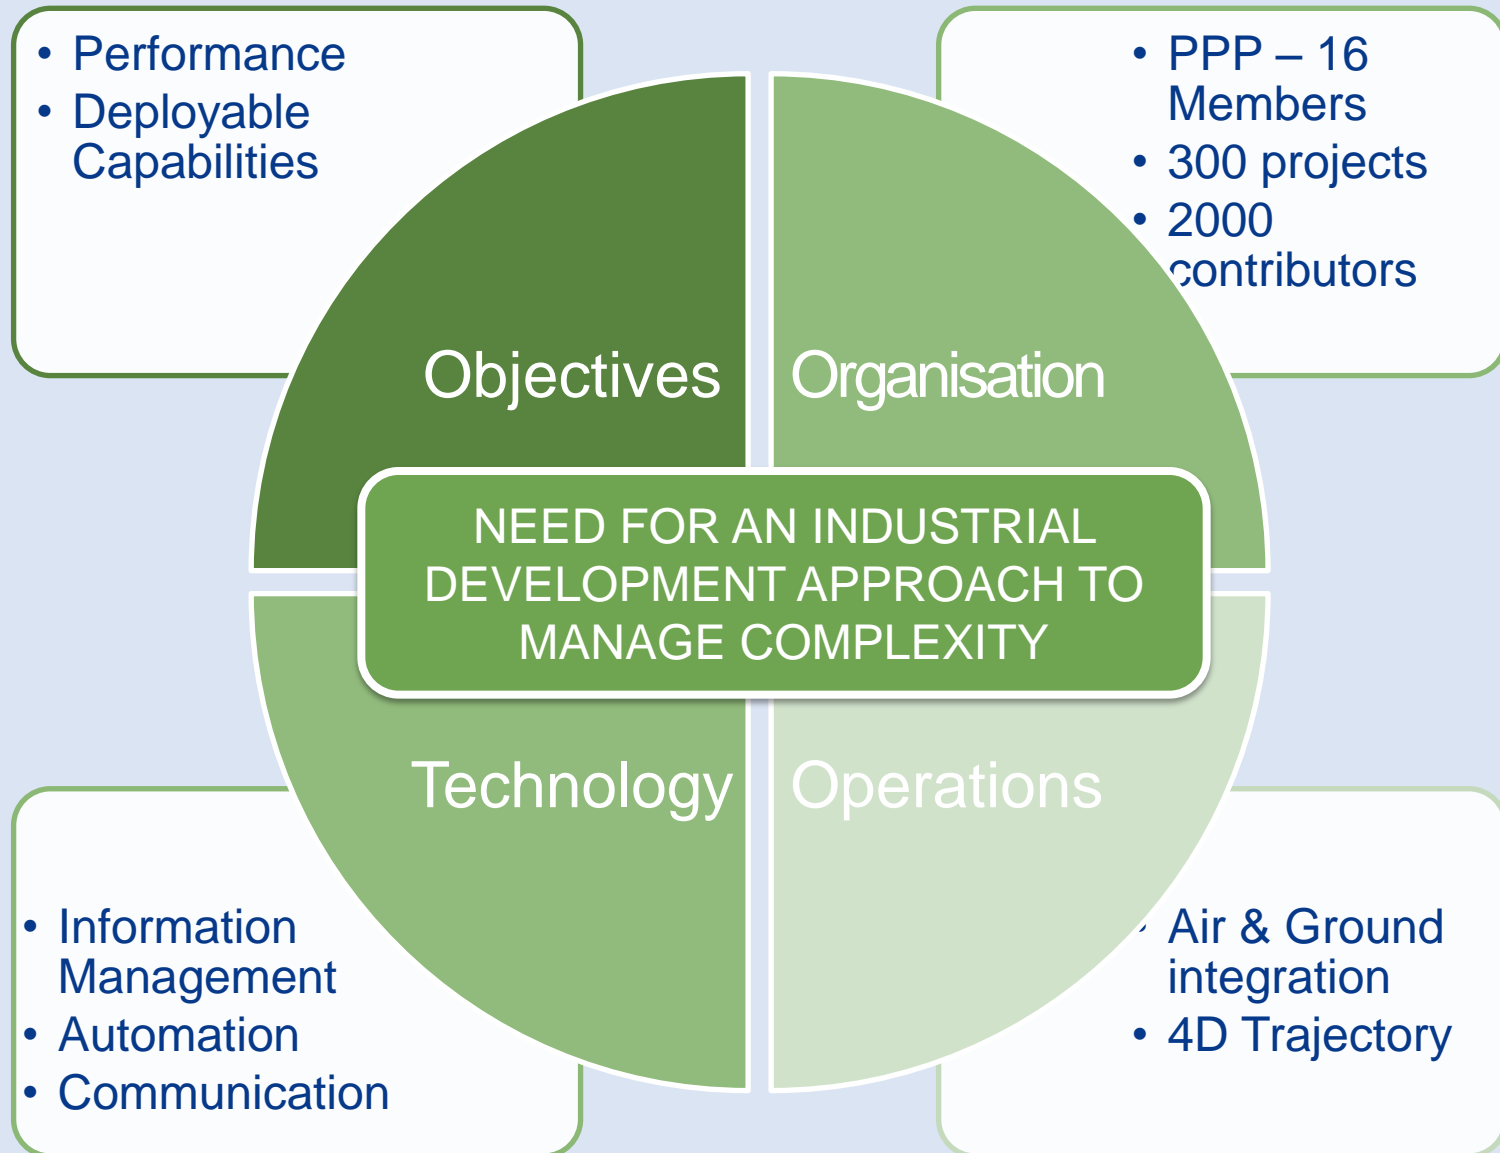 • Performance
• Deployable
Capabilities
• PPP – 16
Members
• 300 projects
• 2000
contributors
Objectives
Organisation
NEED FOR AN INDUSTRIAL
DEVELOPMENT APPROACH TO
MANAGE COMPLEXITY
Technology
Operations
• Information
Management
• Automation
• Communication
• Air & Ground
integration
• 4D Trajectory